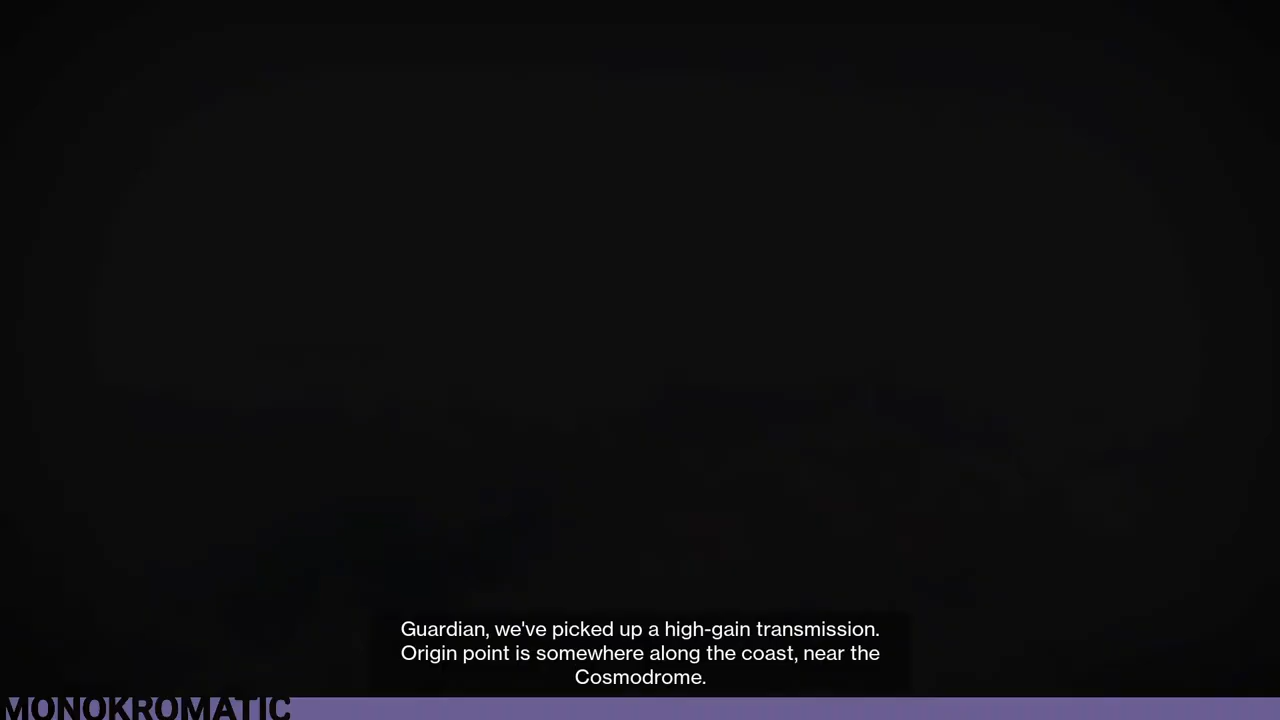 Guardian, we've picked up a high-gain transmission.
Origin point is somewhere along the coast, near the
Cosmodrome.
MONOKROMATIC